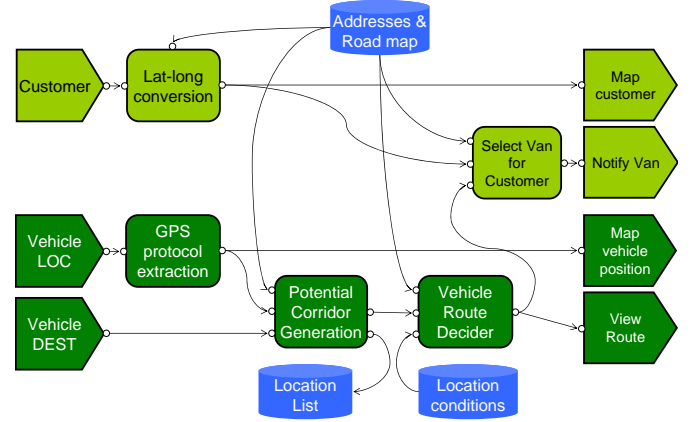 Addresses &
Road map
Customer
Lat-long
conversion
Map
customer
Select Van
for
Customer
Notify Van
Vehicle
LOC
GPS
protocol
extraction
Map
vehicle
position
Vehicle
DEST
Potential
Corridor
Generation
Vehicle
Route
Decider
View
Route
Location
List
Location
conditions